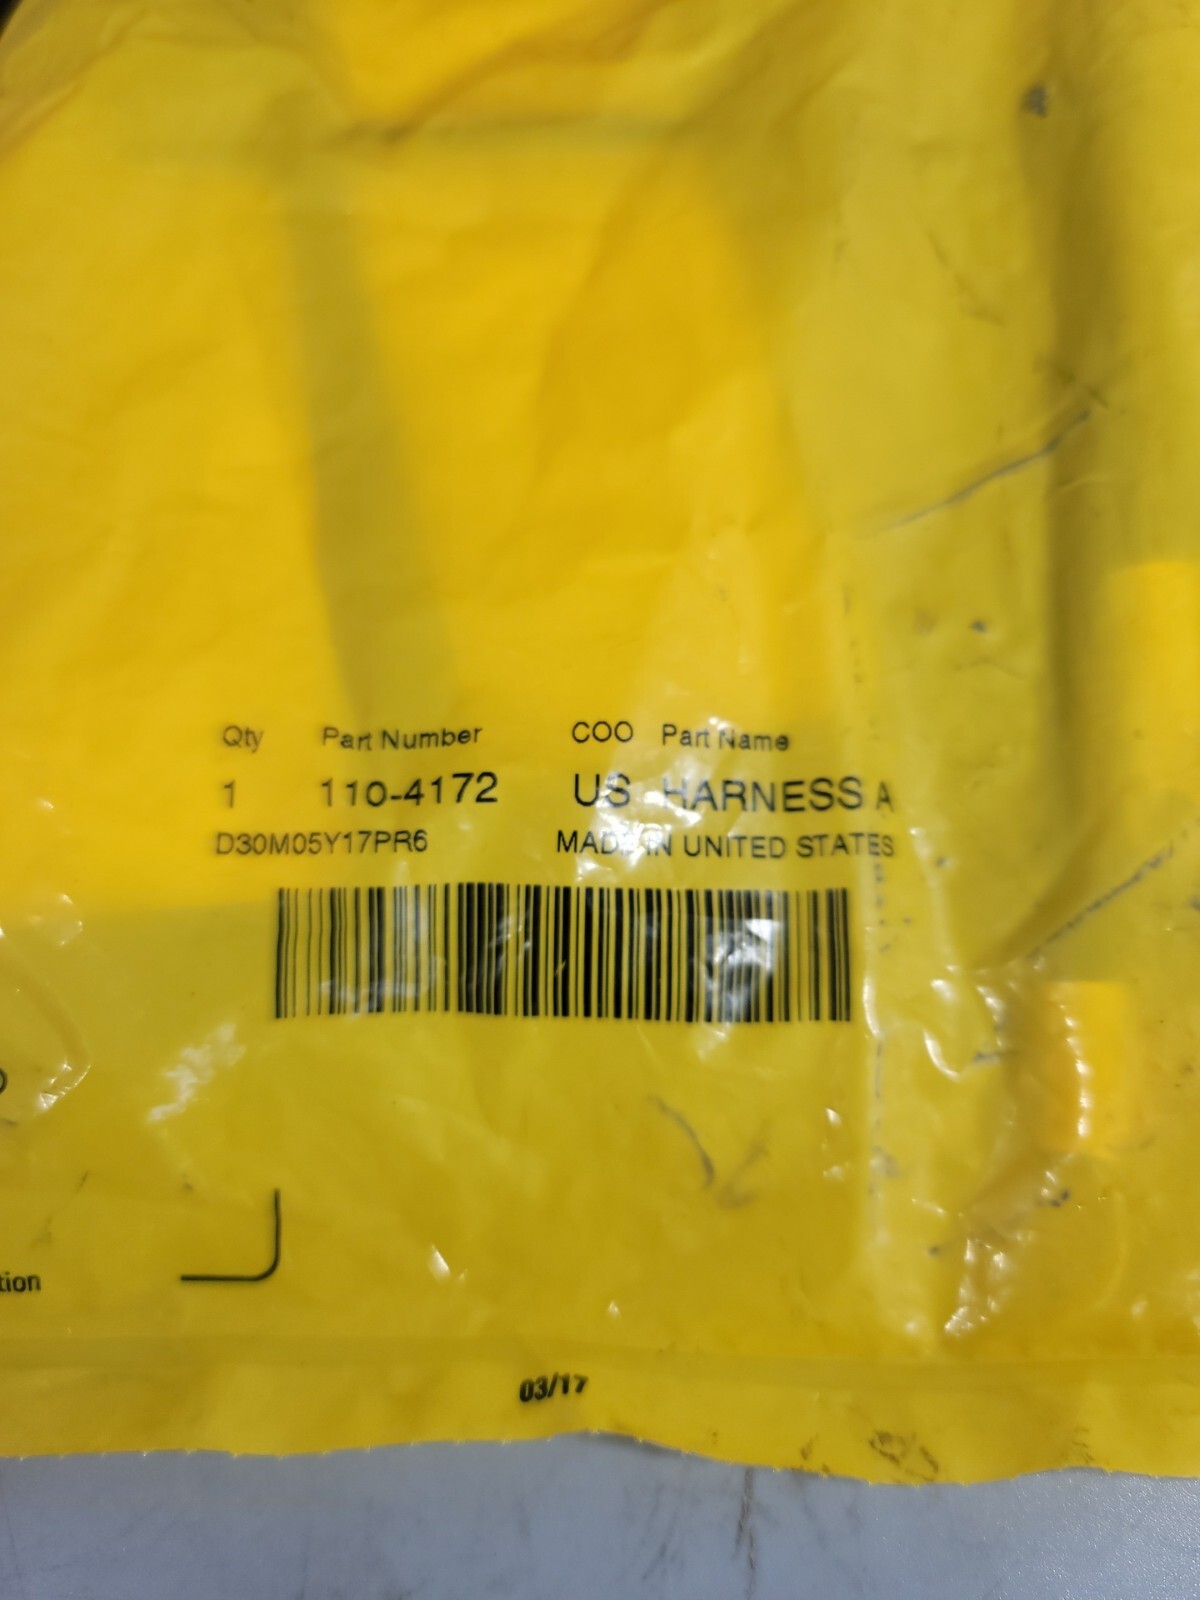 Qty Part Number COO Part Name
1 110-4172 US HARNESS A
D30M05Y17PR6 MADE IN UNITED STATES
tion
03/17